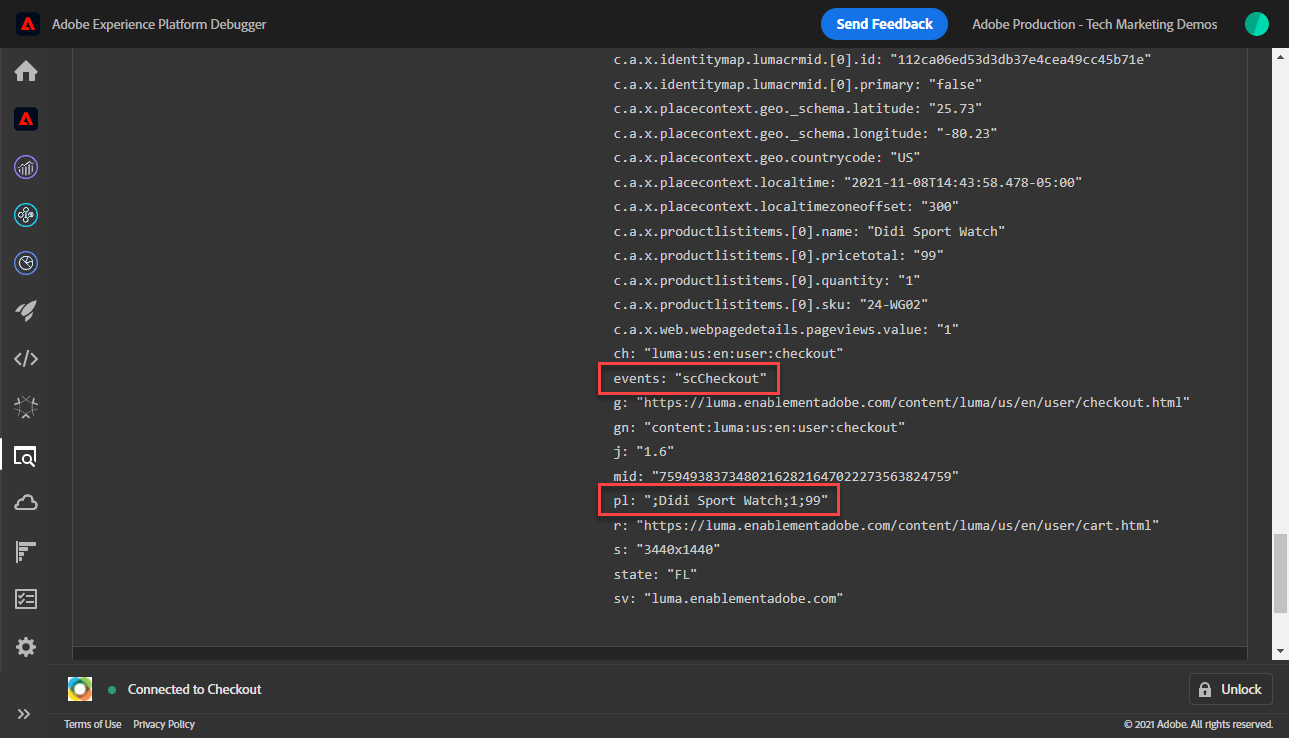 Adobe Experience Platform Debugger
Send Feedback
Adobe Production - Tech Marketing Demos
c.a.x.identitymap.lumacrmid.[0].id: "112ca06ed53d3db37e4cea49cc45b71e"
c.a.x.identitymap.lumacrmid.[0].primary: "false"
c.a.x.placecontext.geo._schema.latitude: "25.73"
c.a.x.placecontext.geo._schema.longitude: "-80.23"
c.a.x.placecontext.geo.countrycode: "US"
c.a.x.placecontext.localtime: "2021-11-08T14:43:58.478-05:00"
c.a.x.placecontext.localtimezoneoffset: "300"
c.a.x.productlistitems.[0].name: "Didi Sport Watch"
c.a.x.productlistitems.[0].pricetotal: "99"
c.a.x.productlistitems.[0].quantity: "1"
c.a.x.productlistitems.[0].sku: "24-WG02"
c.a.x.web.webpagedetails.pageviews.value: "1"
ch: "luma:us:en:user:checkout"
events: "scCheckout"
g: "https://luma.enablementadobe.com/content/luma/us/en/user/checkout.html"
gn: "content:luma:us:en:user:checkout"
j: "1.6"
mid: "75949383734802162821647022273563824759"
pl: ";Didi Sport Watch;1;99"
r: "https://luma.enablementadobe.com/content/luma/us/en/user/cart.html"
s: "3440x1440"
state: "FL"
sv: "luma.enablementadobe.com"
Connected to Checkout
Unlock
Terms of Use Privacy Policy
© 2021 Adobe. All rights reserved.